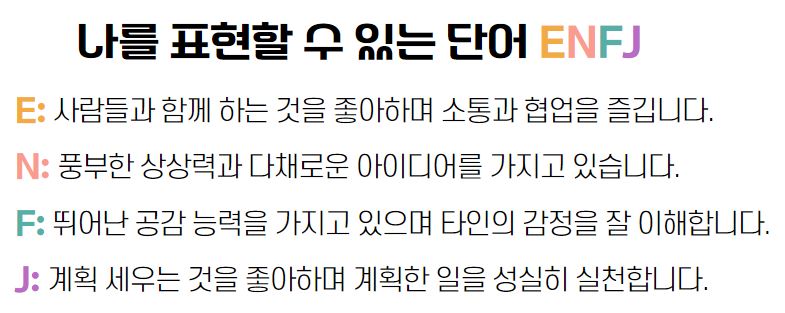 나를 표현할 수 있는 단어 ENFJ
E: 사람들과 함께 하는 것을 좋아하며 소통과 협업을 즐깁니다.
N: 풍부한 상상력과 다채로운 아이디어를 가지고 있습니다.
F: 뛰어난 공감 능력을 가지고 있으며 타인의 감정을 잘 이해합니다.
J: 계획 세우는 것을 좋아하며 계획한 일을 성실히 실천합니다.